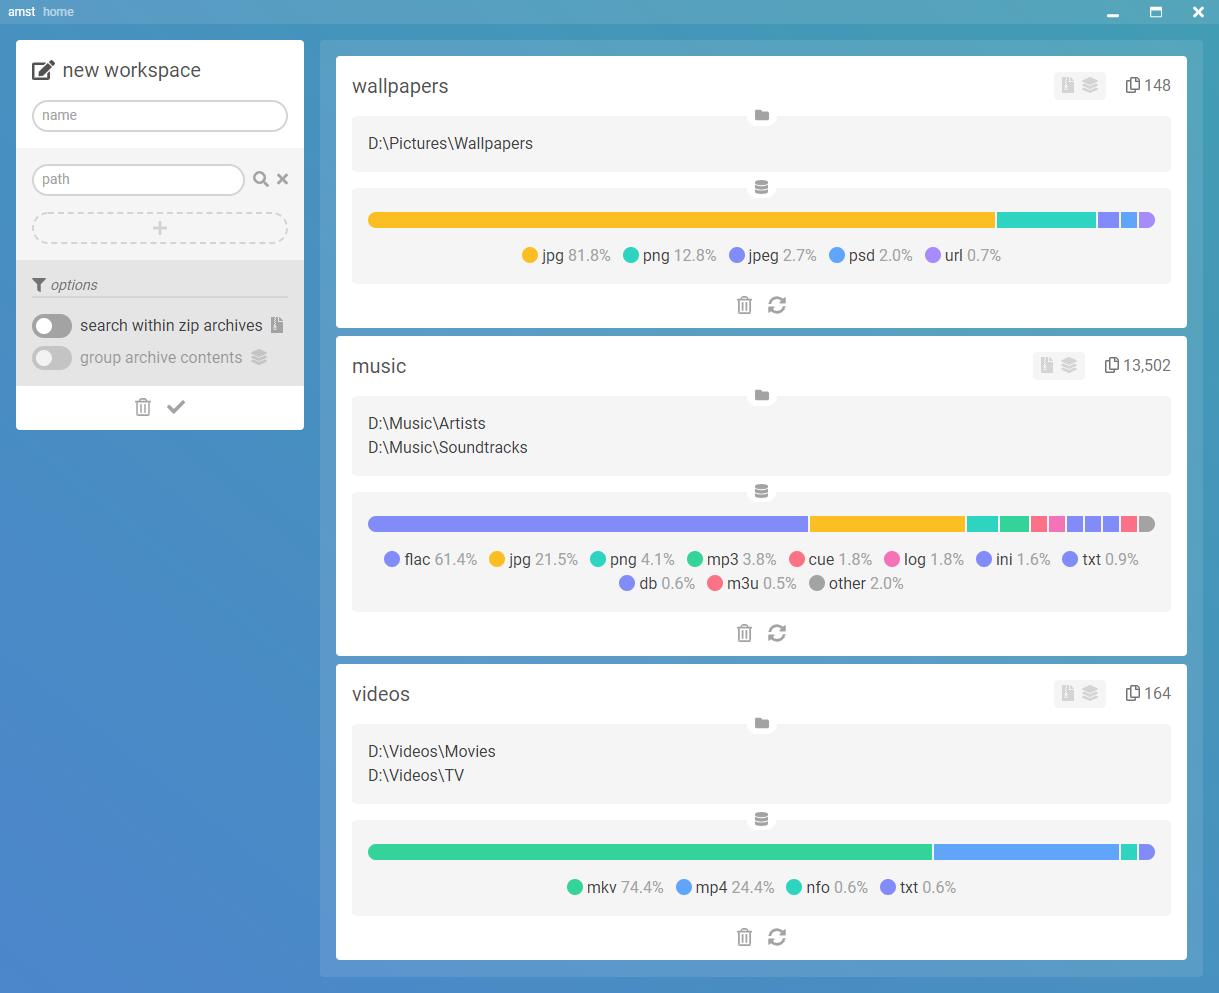 amst home
new workspace
name
path
options
search within zip archives
group archive contents
wallpapers 148
D:\Pictures\Wallpapers
jpg 81.8% png 12.8% jpeg 2.7% psd 2.0% url 0.7%
music 13,502
D:\Music\Artists
D:\Music\Soundtracks
flac 61.4% jpg 21.5% png 4.1% mp3 3.8% cue 1.8% log 1.8% ini 1.6% txt 0.9%
db 0.6% m3u 0.5% other 2.0%
videos 164
D:\Videos\Movies
D:\Videos\TV
mkv 74.4% mp4 24.4% nfo 0.6% txt 0.6%